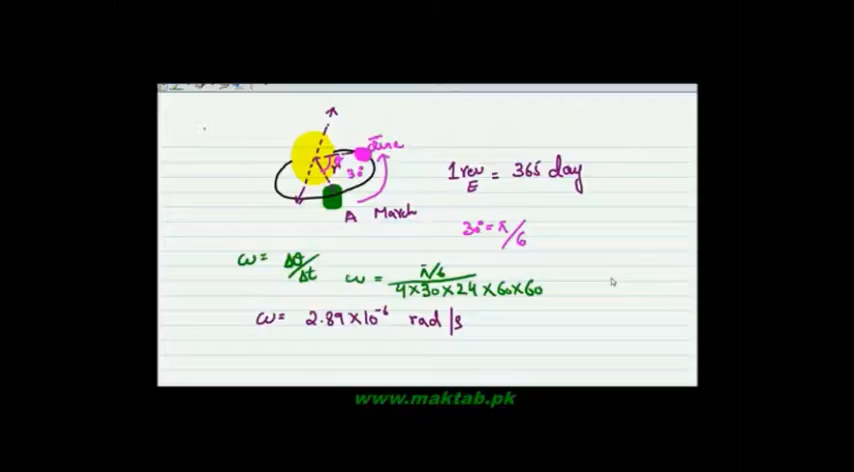 June
π
30
A March
1 rev = 365 day
E
30° = π/6
ω = Δθ/Δt
ω = π/6 / 4×30×24×60×60
ω = 2.89×10⁻⁶ rad/s
www.maktab.pk